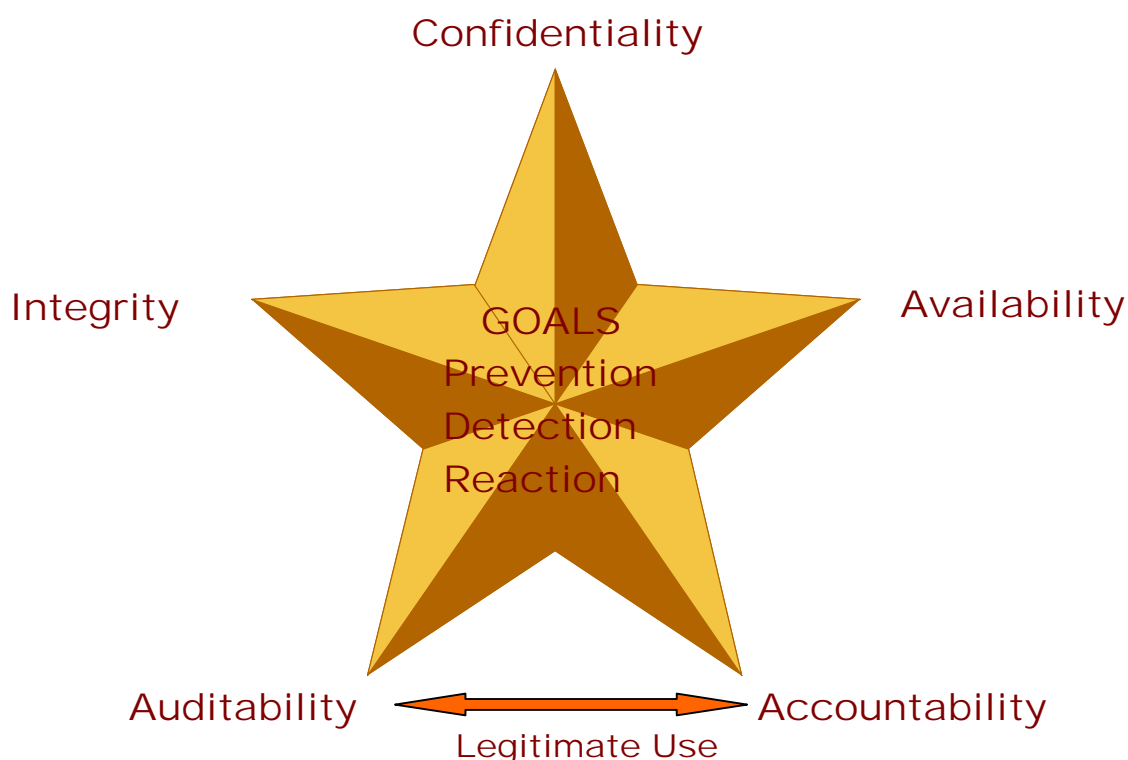 Confidentiality
Integrity
Availability
GOALS
Prevention
Detection
Reaction
Auditability
Accountability
Legitimate Use